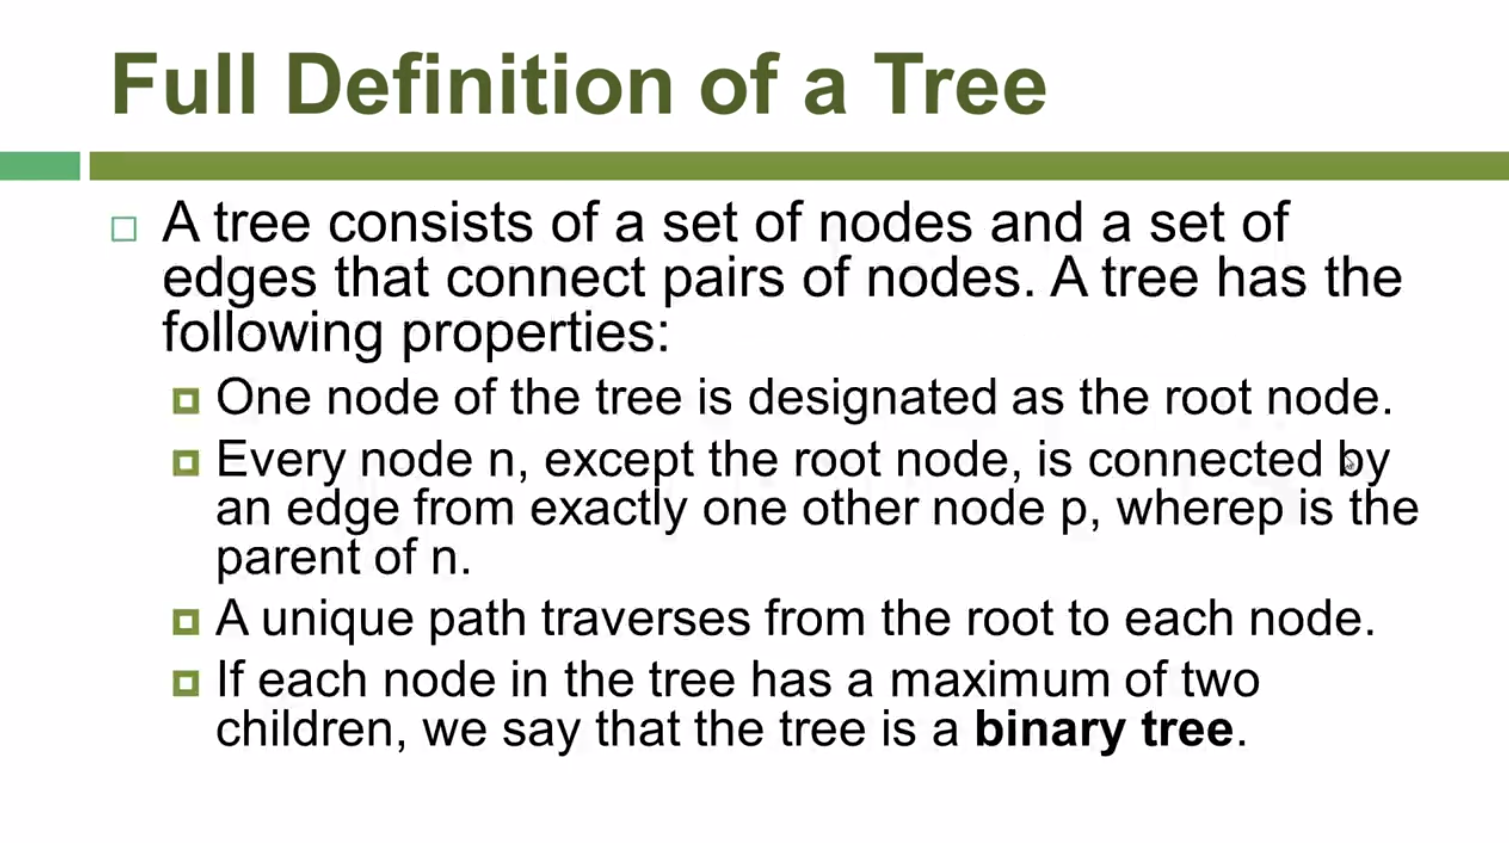 Full Definition of a Tree
A tree consists of a set of nodes and a set of
edges that connect pairs of nodes. A tree has the
following properties:
One node of the tree is designated as the root node.
Every node n, except the root node, is connected by
an edge from exactly one other node p, wherep is the
parent of n.
A unique path traverses from the root to each node.
If each node in the tree has a maximum of two
children, we say that the tree is a binary tree.